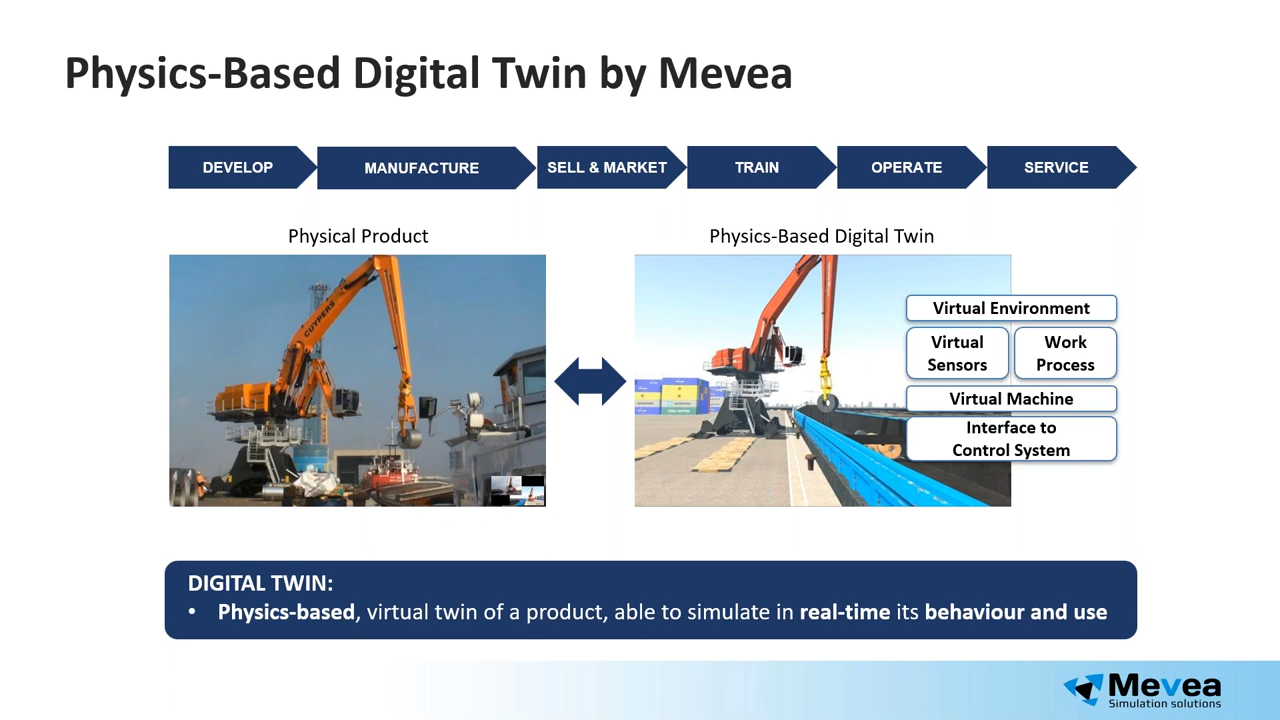 Physics-Based Digital Twin by Mevea
DEVELOP
MANUFACTURE
SELL & MARKET
TRAIN
OPERATE
SERVICE
Physical Product
Physics-Based Digital Twin
CUYPERS
Virtual Environment
Virtual
Sensors
Work
Process
Virtual Machine
Interface to
Control System
DIGITAL TWIN:
• Physics-based, virtual twin of a product, able to simulate in real-time its behaviour and use
Mevea
Simulation solutions